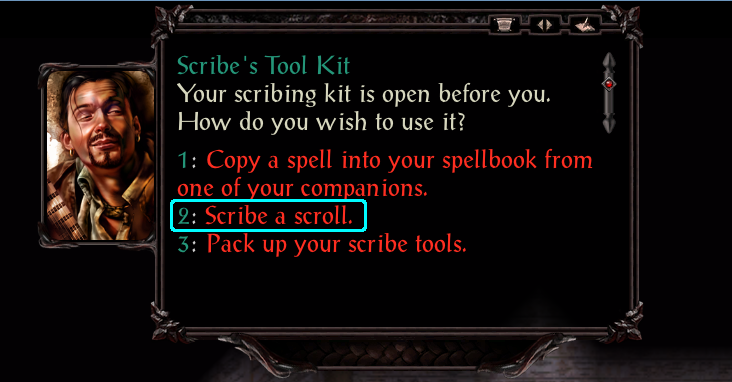 Scribe's Tool Kit
Your scribing kit is open before you.
How do you wish to use it?
1: Copy a spell into your spellbook from
one of your companions.
2: Scribe a scroll.
3: Pack up your scribe tools.